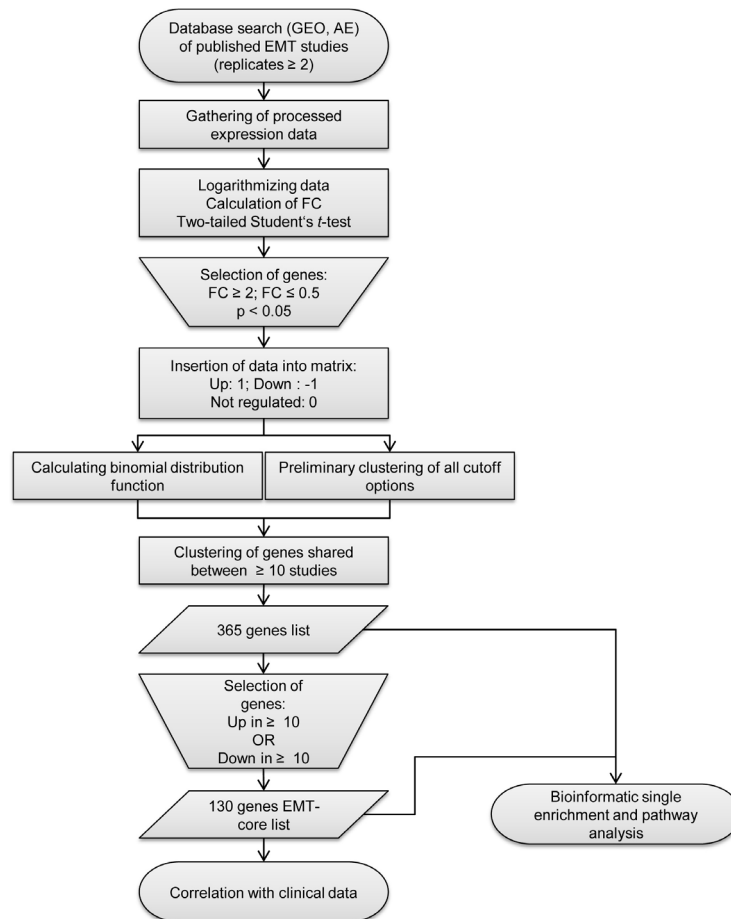 Database search (GEO, AE)
of published EMT studies
(replicates ≥ 2)
Gathering of processed
expression data
Logarithmizing data
Calculation of FC
Two-tailed Student‘s t-test
Selection of genes:
FC ≥ 2; FC ≤ 0.5
p < 0.05
Insertion of data into matrix:
Up: 1; Down : -1
Not regulated: 0
Calculating binomial distribution
function
Preliminary clustering of all cutoff
options
Clustering of genes shared
between ≥ 10 studies
365 genes list
Selection of
genes:
Up in ≥ 10
OR
Down in ≥ 10
130 genes EMT-
core list
Bioinformatic single
enrichment and pathway
analysis
Correlation with clinical data